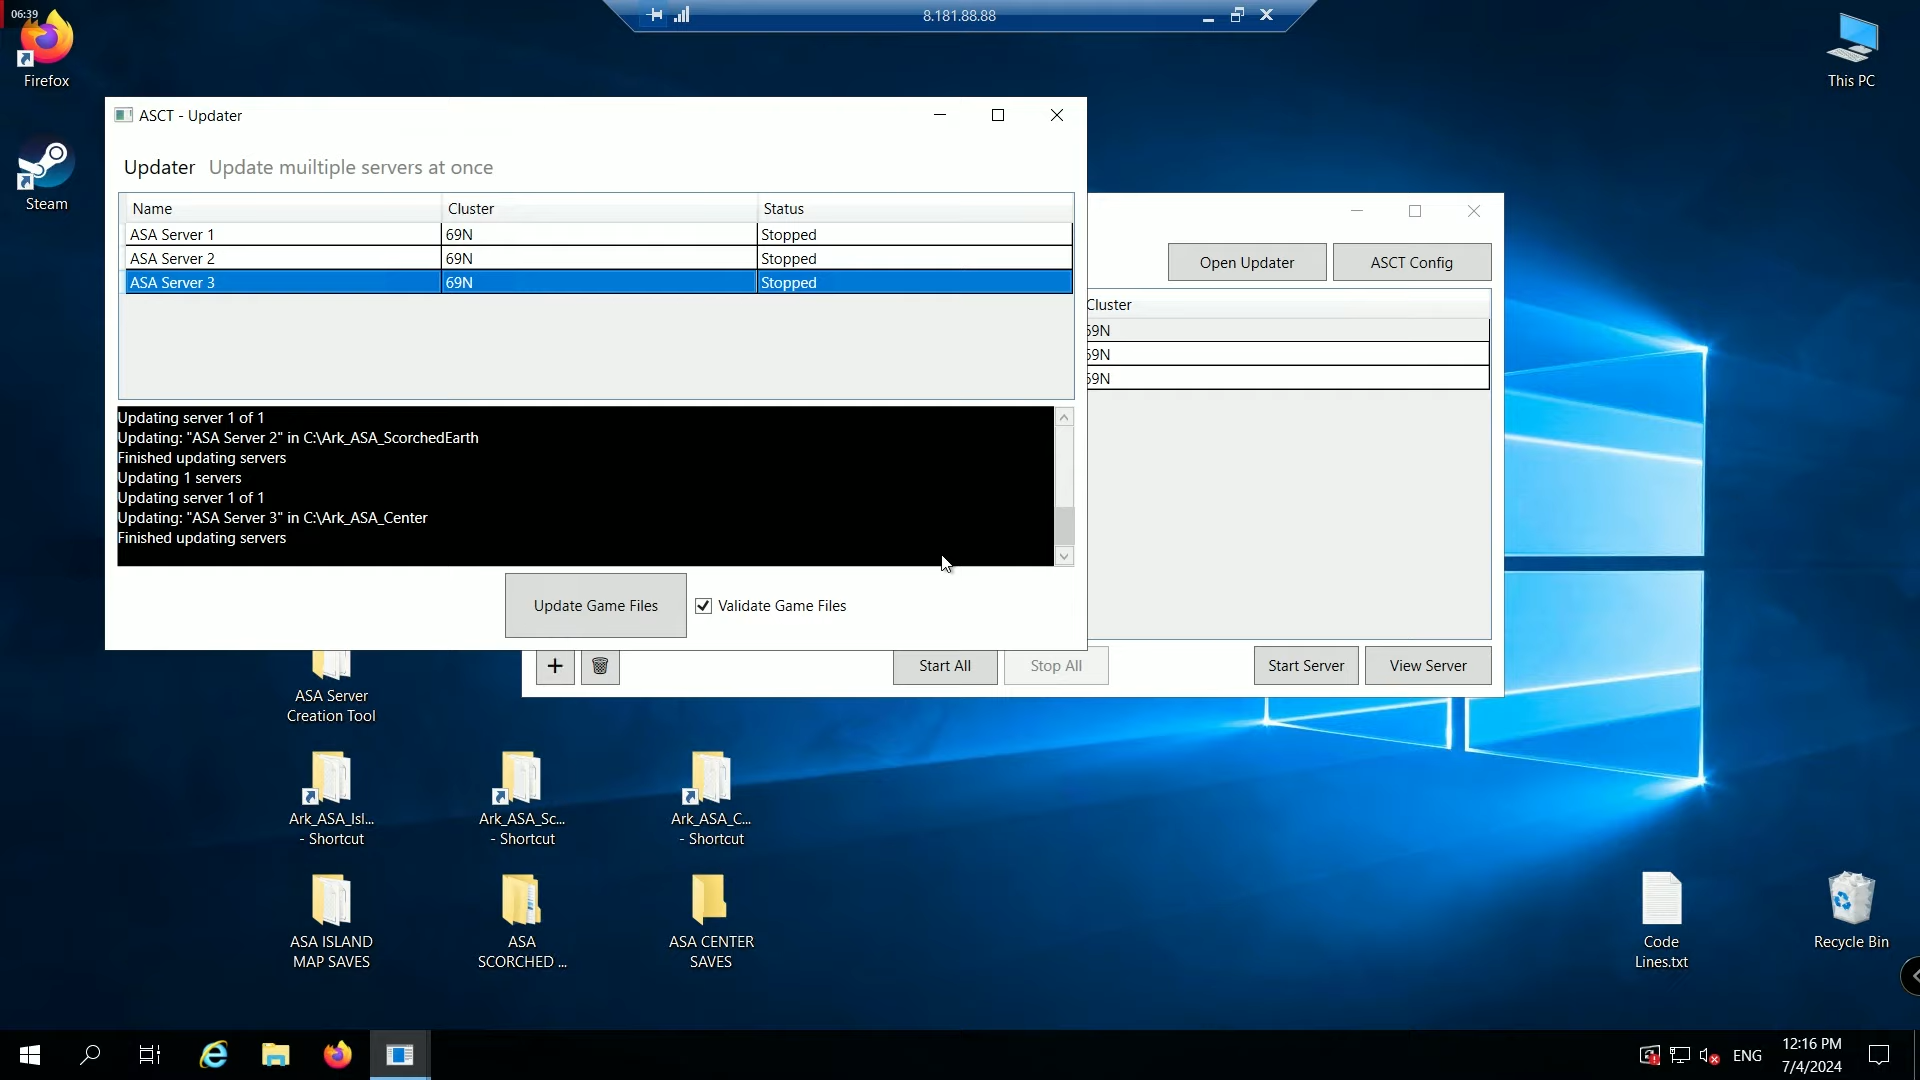 06:39
8.181.88.88
Firefox
This PC
ASCT - Updater
Updater Update muiltiple servers at once
Steam
Name Cluster Status
ASA Server 1 69N Stopped
ASA Server 2 69N Stopped
ASA Server 3 69N Stopped
Open Updater ASCT Config
Cluster
69N
69N
69N
Updating server 1 of 1
Updating: "ASA Server 2" in C:\Ark_ASA_ScorchedEarth
Finished updating servers
Updating 1 servers
Updating server 1 of 1
Updating: "ASA Server 3" in C:\Ark_ASA_Center
Finished updating servers
Update Game Files Validate Game Files
+ Start All Stop All Start Server View Server
ASA Server
Creation Tool
Ark_ASA_Isl...
- Shortcut
Ark_ASA_Sc...
- Shortcut
Ark_ASA_C...
- Shortcut
ASA ISLAND
MAP SAVES
ASA
SCORCHED ...
ASA CENTER
SAVES
Code
Lines.txt
Recycle Bin
ENG
12:16 PM
7/4/2024